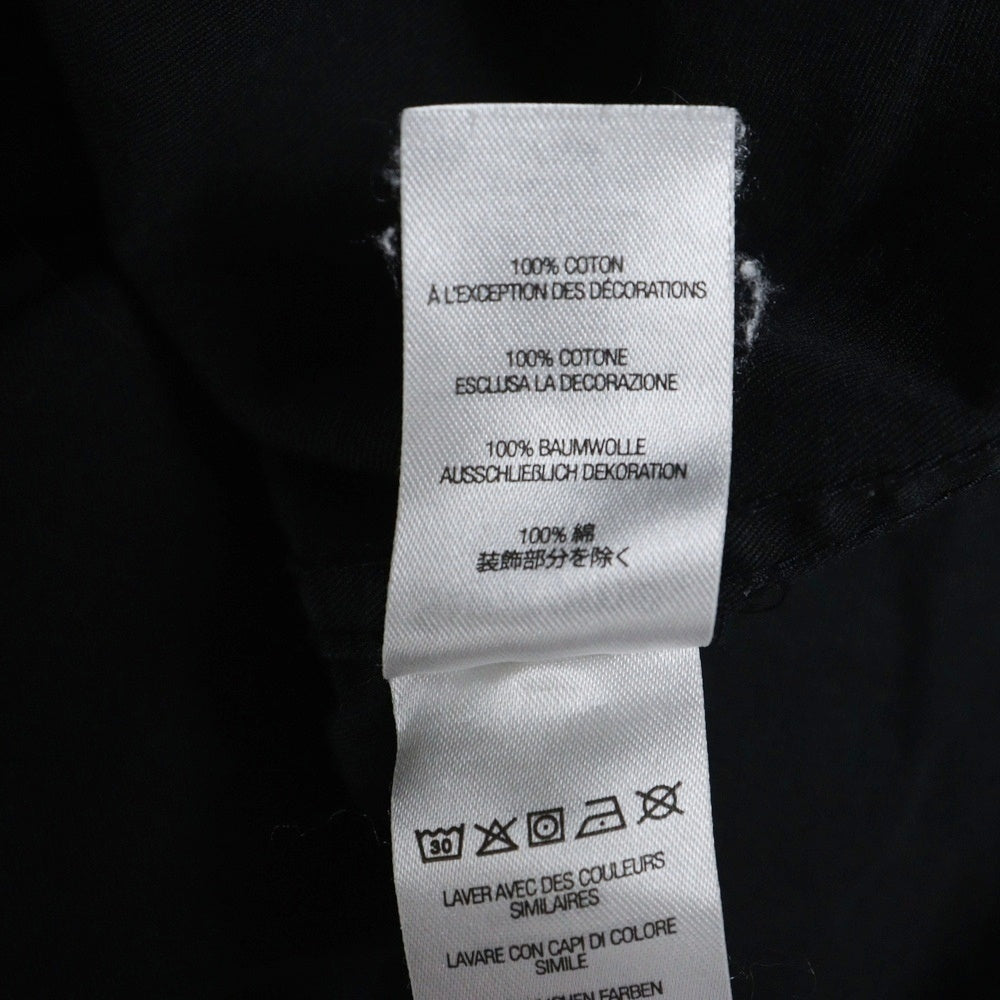 100% COTON
À L'EXCEPTION DES DÉCORATIONS
100% COTONE
ESCLUSA LA DECORAZIONE
100% BAUMWOLLE
AUSSCHLIEßLICH DEKORATION
100% 綿
装飾部分を除く
30
LAVER AVEC DES COULEURS
SIMILAIRES
LAVARE CON CAPI DI COLORE
SIMILE
FARBEN